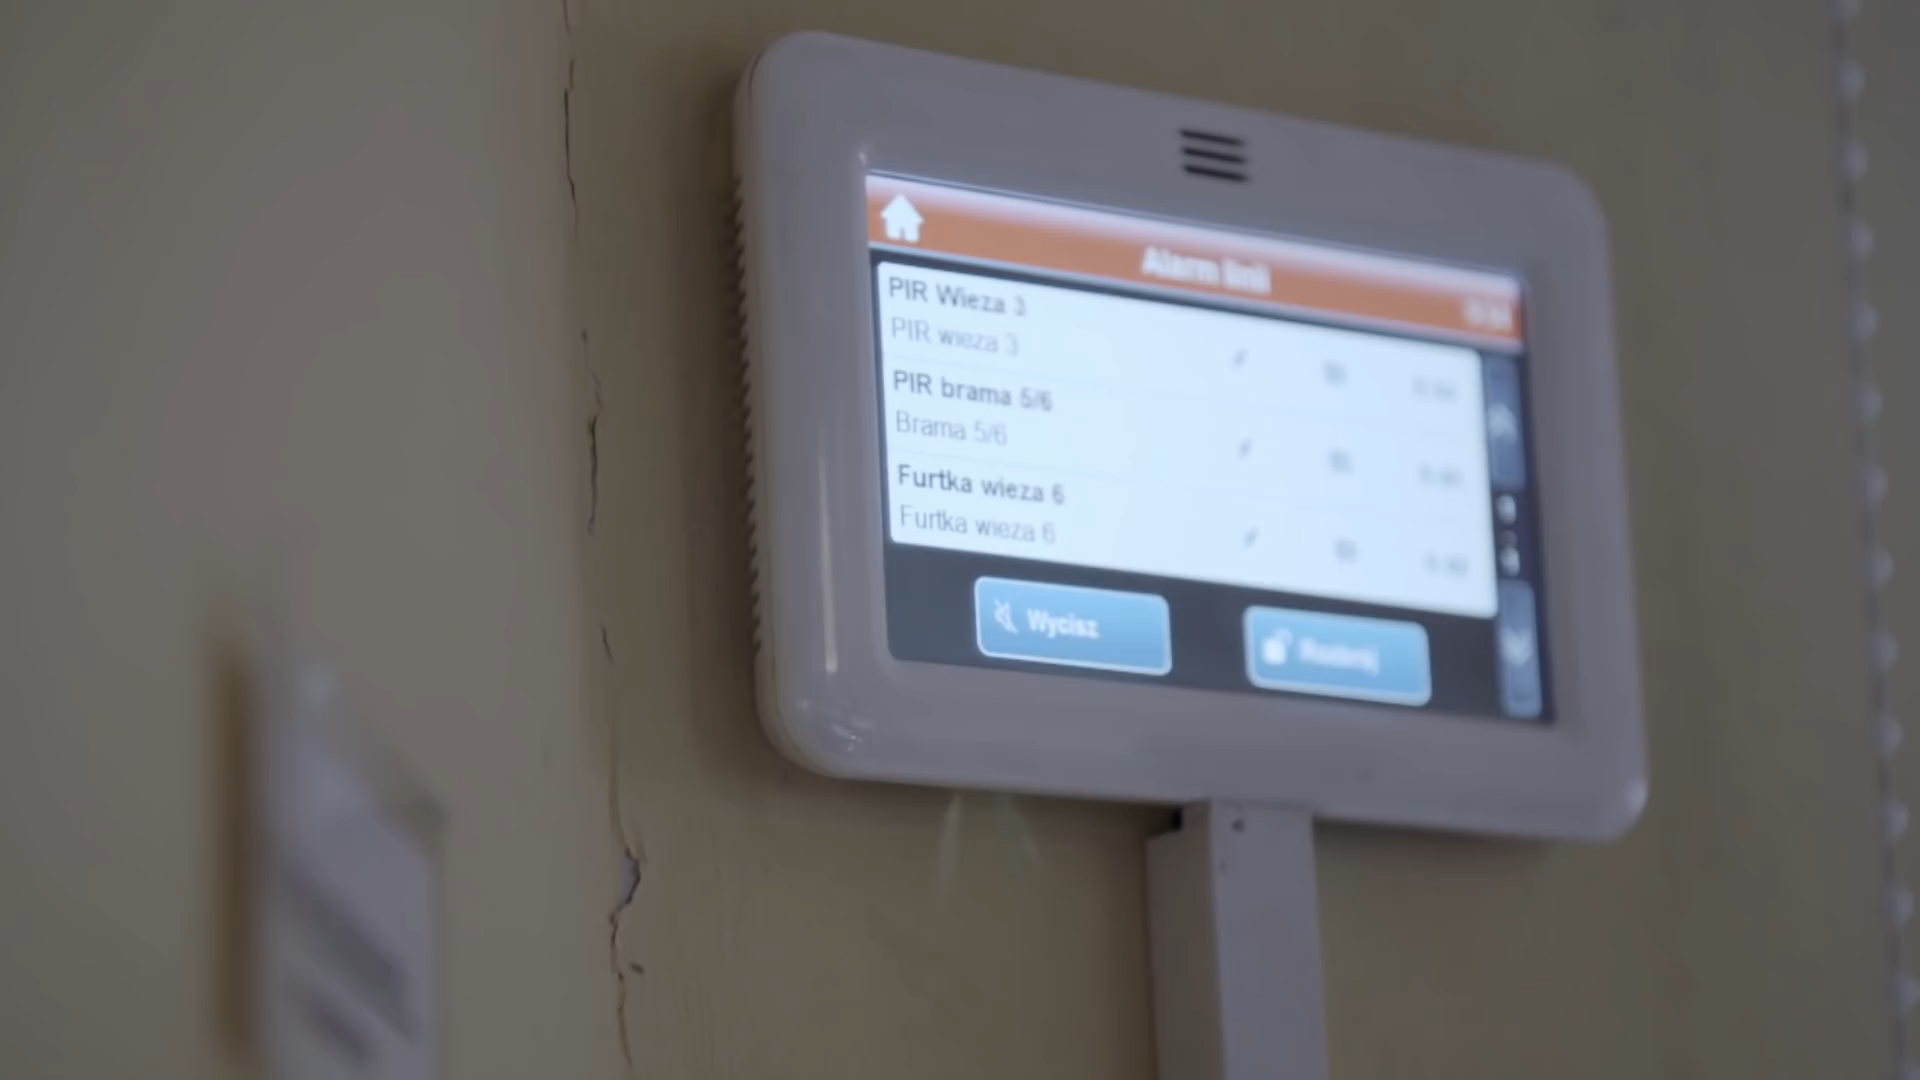 Alarm linii
PIR Wieza 3
PIR wieza 3
PIR brama 5/6
Brama 5/6
Furtka wieza 6
Furtka wieza 6
Wycisz